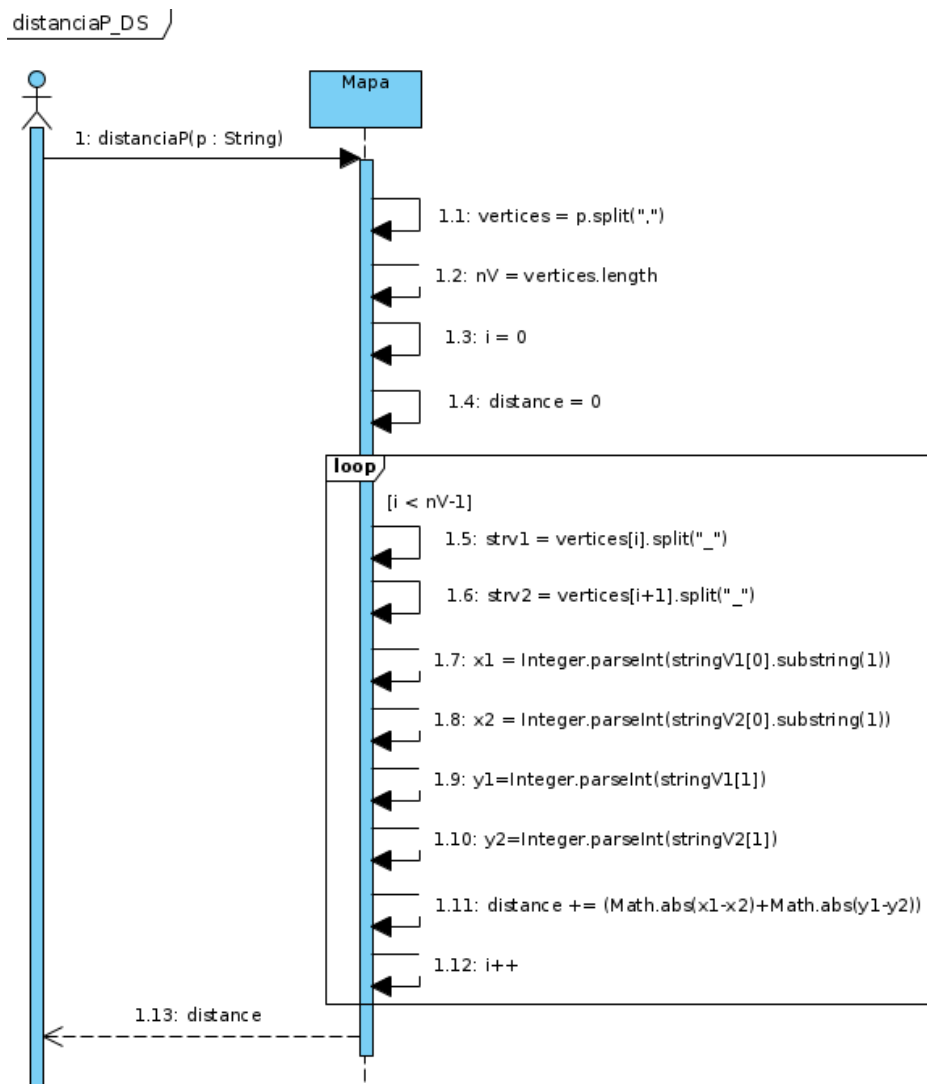 distanciaP_DS
Mapa
1: distanciaP(p : String)
1.1: vertices = p.split(",")
1.2: nV = vertices.length
1.3: i = 0
1.4: distance = 0
loop
[i < nV-1]
1.5: strv1 = vertices[i].split("_")
1.6: strv2 = vertices[i+1].split("_")
1.7: x1 = Integer.parseInt(stringV1[0].substring(1))
1.8: x2 = Integer.parseInt(stringV2[0].substring(1))
1.9: y1=Integer.parseInt(stringV1[1])
1.10: y2=Integer.parseInt(stringV2[1])
1.11: distance += (Math.abs(x1-x2)+Math.abs(y1-y2))
1.12: i++
1.13: distance